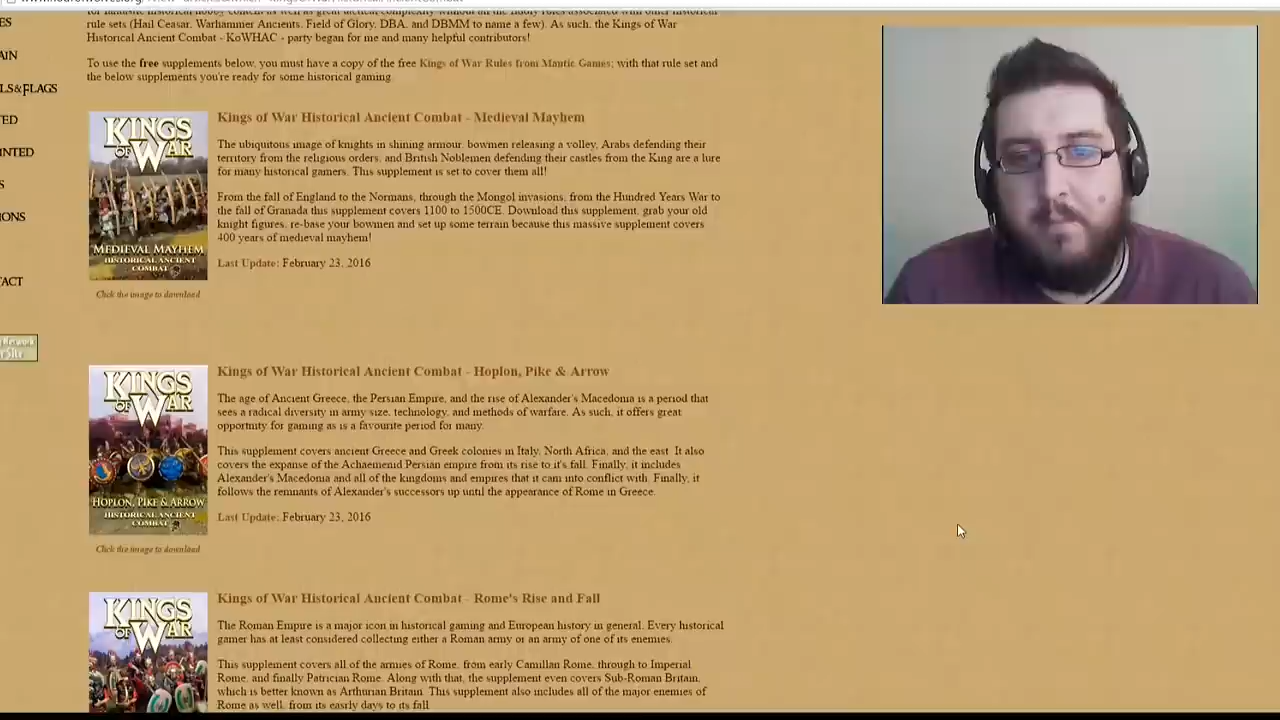 rule sets (Hail Ceasar, Warhammer Ancients, Field of Glory, DBA, and DBMM to name a few). As such, the Kings of War
Historical Ancient Combat - KoWHAC - party began for me and many helpful contributors!
To use the free supplements below, you must have a copy of the free Kings of War Rules from Mantic Games; with that rule set and
the below supplements you're ready for some historical gaming.
ES
AIN
LS&FLAGS
TED
INTED
S
IONS
TACT
Network
Site
KINGS
OF WAR
MEDIEVAL MAYHEM
HISTORICAL ANCIENT
COMBAT
Click the image to download
Kings of War Historical Ancient Combat - Medieval Mayhem
The ubiquitous image of knights in shining armour, bowmen releasing a volley, Arabs defending their
territory from the religious orders, and British Noblemen defending their castles from the King are a lure
for many historical gamers. This supplement is set to cover them all!
From the fall of England to the Normans, through the Mongol invasions, from the Hundred Years War to
the fall of Granada this supplement covers 1100 to 1500CE. Download this supplement, grab your old
knight figures, re-base your bowmen and set up some terrain because this massive supplement covers
400 years of medieval mayhem!
Last Update: February 23, 2016
KINGS
OF WAR
HOPLON, PIKE & ARROW
HISTORICAL ANCIENT
COMBAT
Click the image to download
Kings of War Historical Ancient Combat - Hoplon, Pike & Arrow
The age of Ancient Greece, the Persian Empire, and the rise of Alexander's Macedonia is a period that
sees a radical diversity in army size, technology, and methods of warfare. As such, it offers great
opportnity for gaming as is a favourite period for many.
This supplement covers ancient Greece and Greek colonies in Italy, North Africa, and the east. It also
covers the expanse of the Achaemenid Persian empire from its rise to it's fall. Finally, it includes
Alexander's Macedonia and all of the kingdoms and empires that it cam into conflict with. Finally, it
follows the remnants of Alexander's successors up until the appearance of Rome in Greece.
Last Update: February 23, 2016
KINGS
OF WAR
Kings of War Historical Ancient Combat - Rome's Rise and Fall
The Roman Empire is a major icon in historical gaming and European history in general. Every historical
gamer has at least considered collecting either a Roman army or an army of one of its enemies.
This supplement covers all of the armies of Rome, from early Camillan Rome, through to Imperial
Rome, and finally Patrician Rome. Along with that, the supplement even covers Sub-Roman Britain,
which is better known as Arthurian Britain. This supplement also includes all of the major enemies of
Rome as well, from its easrly days to its fall.